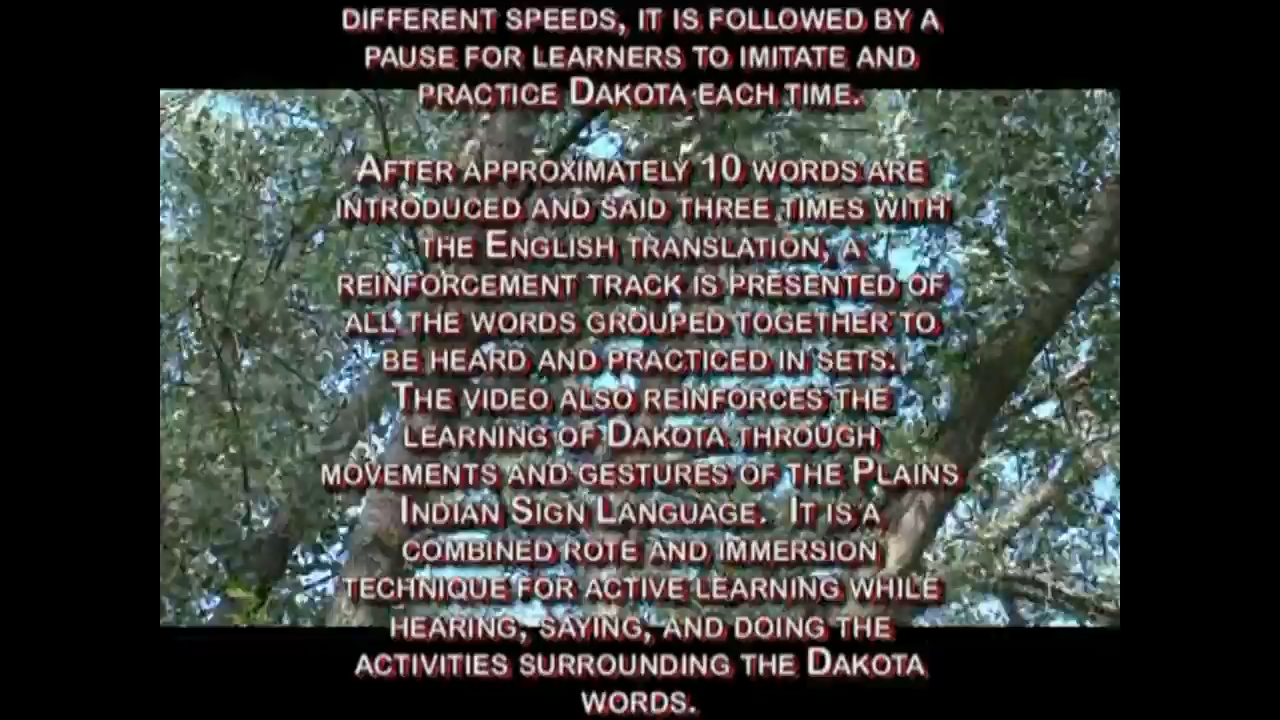 DIFFERENT SPEEDS, IT IS FOLLOWED BY A
PAUSE FOR LEARNERS TO IMITATE AND
PRACTICE DAKOTA EACH TIME.
AFTER APPROXIMATELY 10 WORDS ARE
INTRODUCED AND SAID THREE TIMES WITH
THE ENGLISH TRANSLATION, A
REINFORCEMENT TRACK IS PRESENTED OF
ALL THE WORDS GROUPED TOGETHER TO
BE HEARD AND PRACTICED IN SETS.
THE VIDEO ALSO REINFORCES THE
LEARNING OF DAKOTA THROUGH
MOVEMENTS AND GESTURES OF THE PLAINS
INDIAN SIGN LANGUAGE. IT IS A
COMBINED ROTE AND IMMERSION
TECHNIQUE FOR ACTIVE LEARNING WHILE
HEARING, SAYING, AND DOING THE
ACTIVITIES SURROUNDING THE DAKOTA
WORDS.